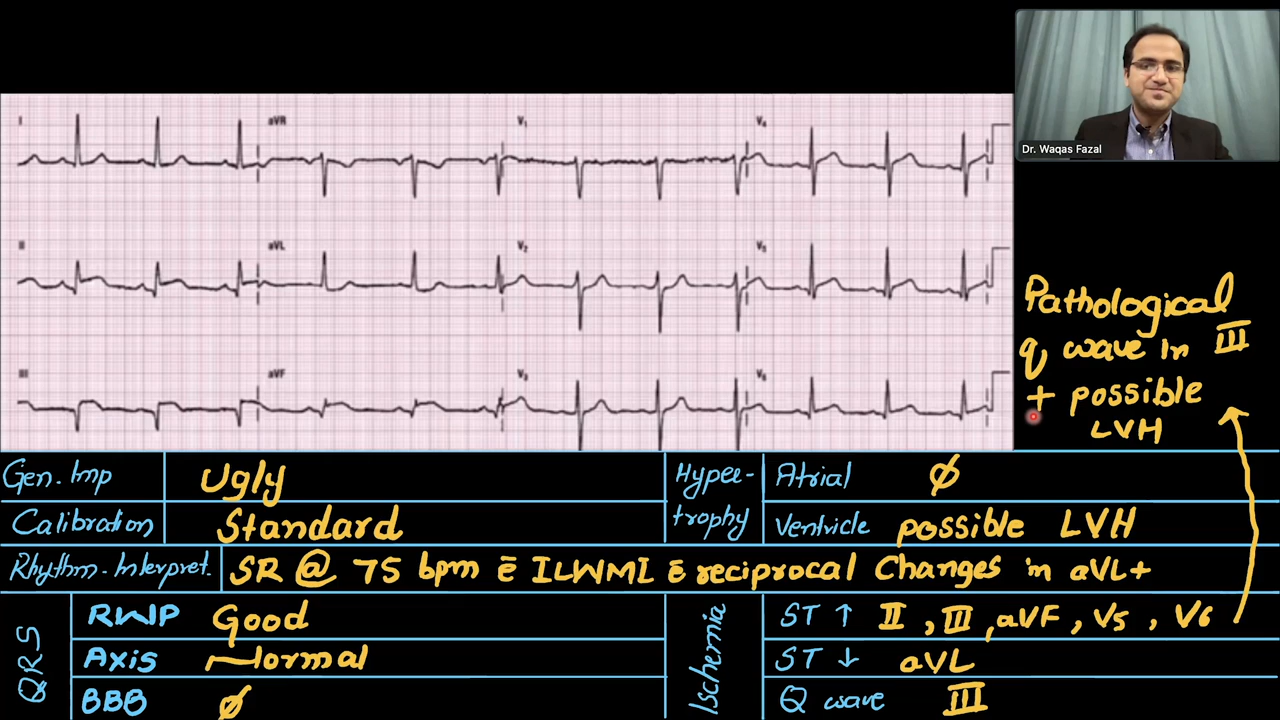 I aVR V1 V4
Dr. Waqas Fazal
II aVL V2 V5
III aVF V3 V6
Pathological
q wave in III
+ possible
LVH
Gen. Imp Ugly
Calibration Standard
Rhythm. Interpret. SR @ 75 bpm c̄ ILWMI c̄ reciprocal Changes in aVL+
QRS
RWP Good
Axis Normal
BBB ∅
Hyper-
trophy
Atrial ∅
Ventricle possible LVH
Ischemia
ST ↑ II, III, aVF, V5, V6
ST ↓ aVL
Q wave III